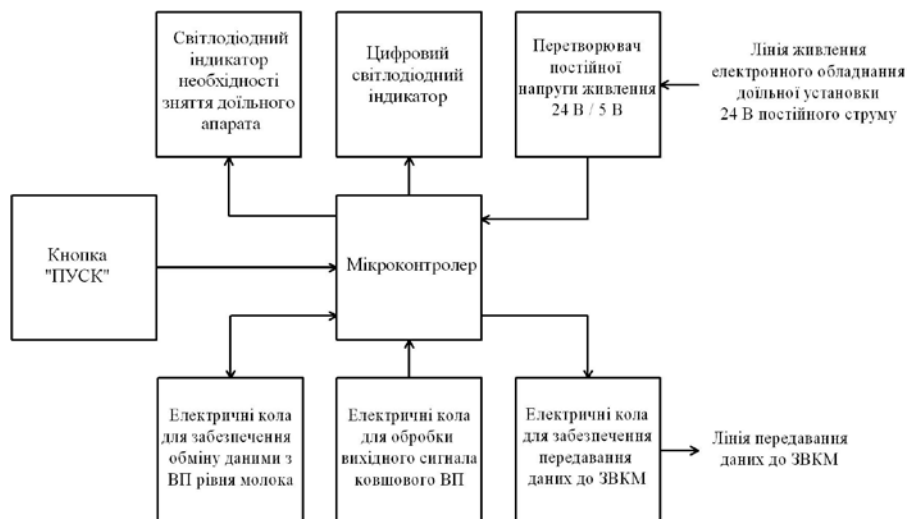 Світлодіодний
індикатор
необхідності
зняття доїльного
апарата
Цифровий
світлодіодний
індикатор
Перетворювач
постійної
напруги живлення
24 В / 5 В
Лінія живлення
електронного обладнання
доїльної установки
24 В постійного струму
Кнопка
"ПУСК"
Мікроконтролер
Електричні кола
для забезпечення
обміну даними з
ВП рівня молока
Електричні кола
для обробки
вихідного сигнала
ковшового ВП
Електричні кола
для забезпечення
передавання
даних до ЗВКМ
Лінія передавання
даних до ЗВКМ